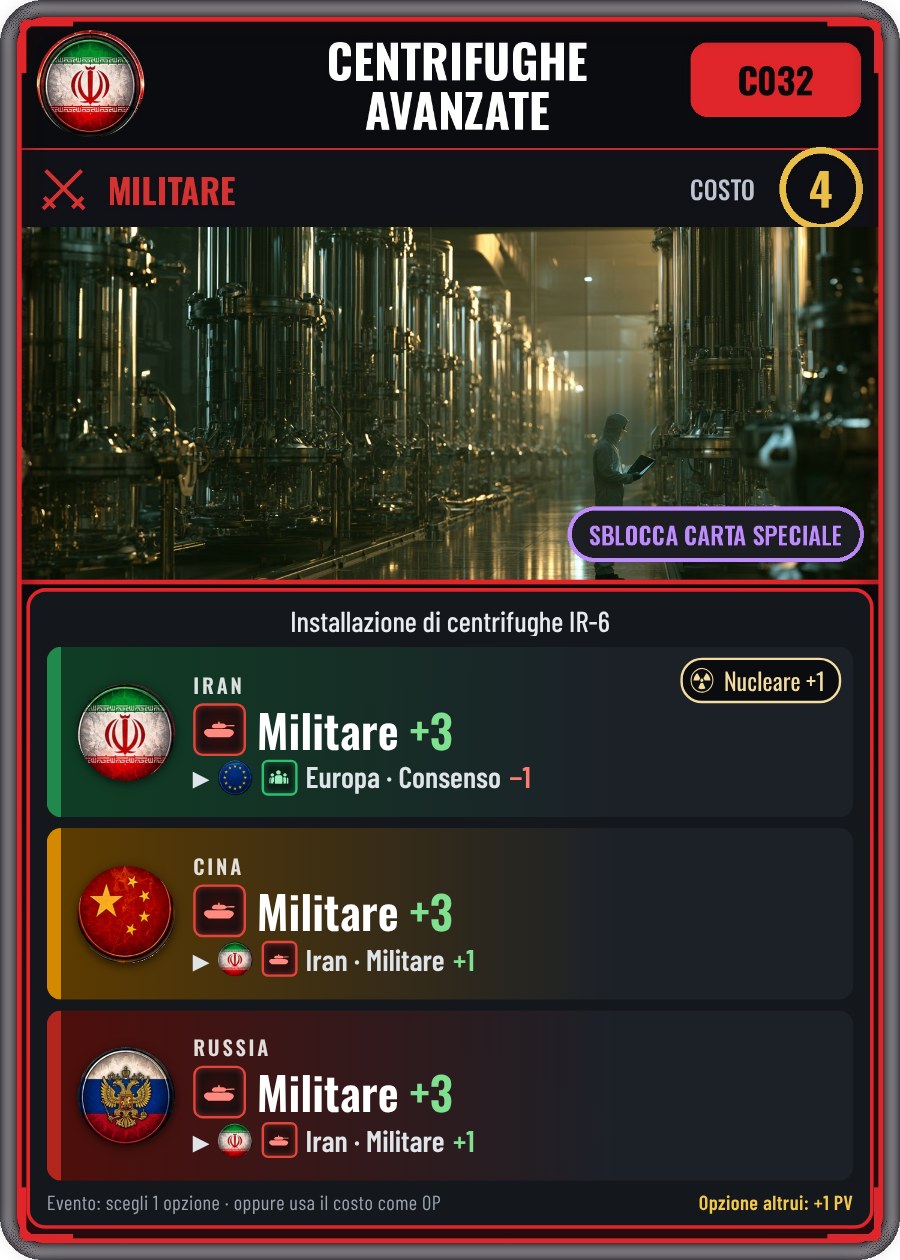 CENTRIFUGHE
AVANZATE
C032
MILITARE
COSTO
4
SBLOCCA CARTA SPECIALE
Installazione di centrifughe IR-6
IRAN
Nucleare +1
Militare +3
▶ Europa · Consenso −1
CINA
Militare +3
▶ Iran · Militare +1
RUSSIA
Militare +3
▶ Iran · Militare +1
Evento: scegli 1 opzione · oppure usa il costo come OP
Opzione altrui: +1 PV